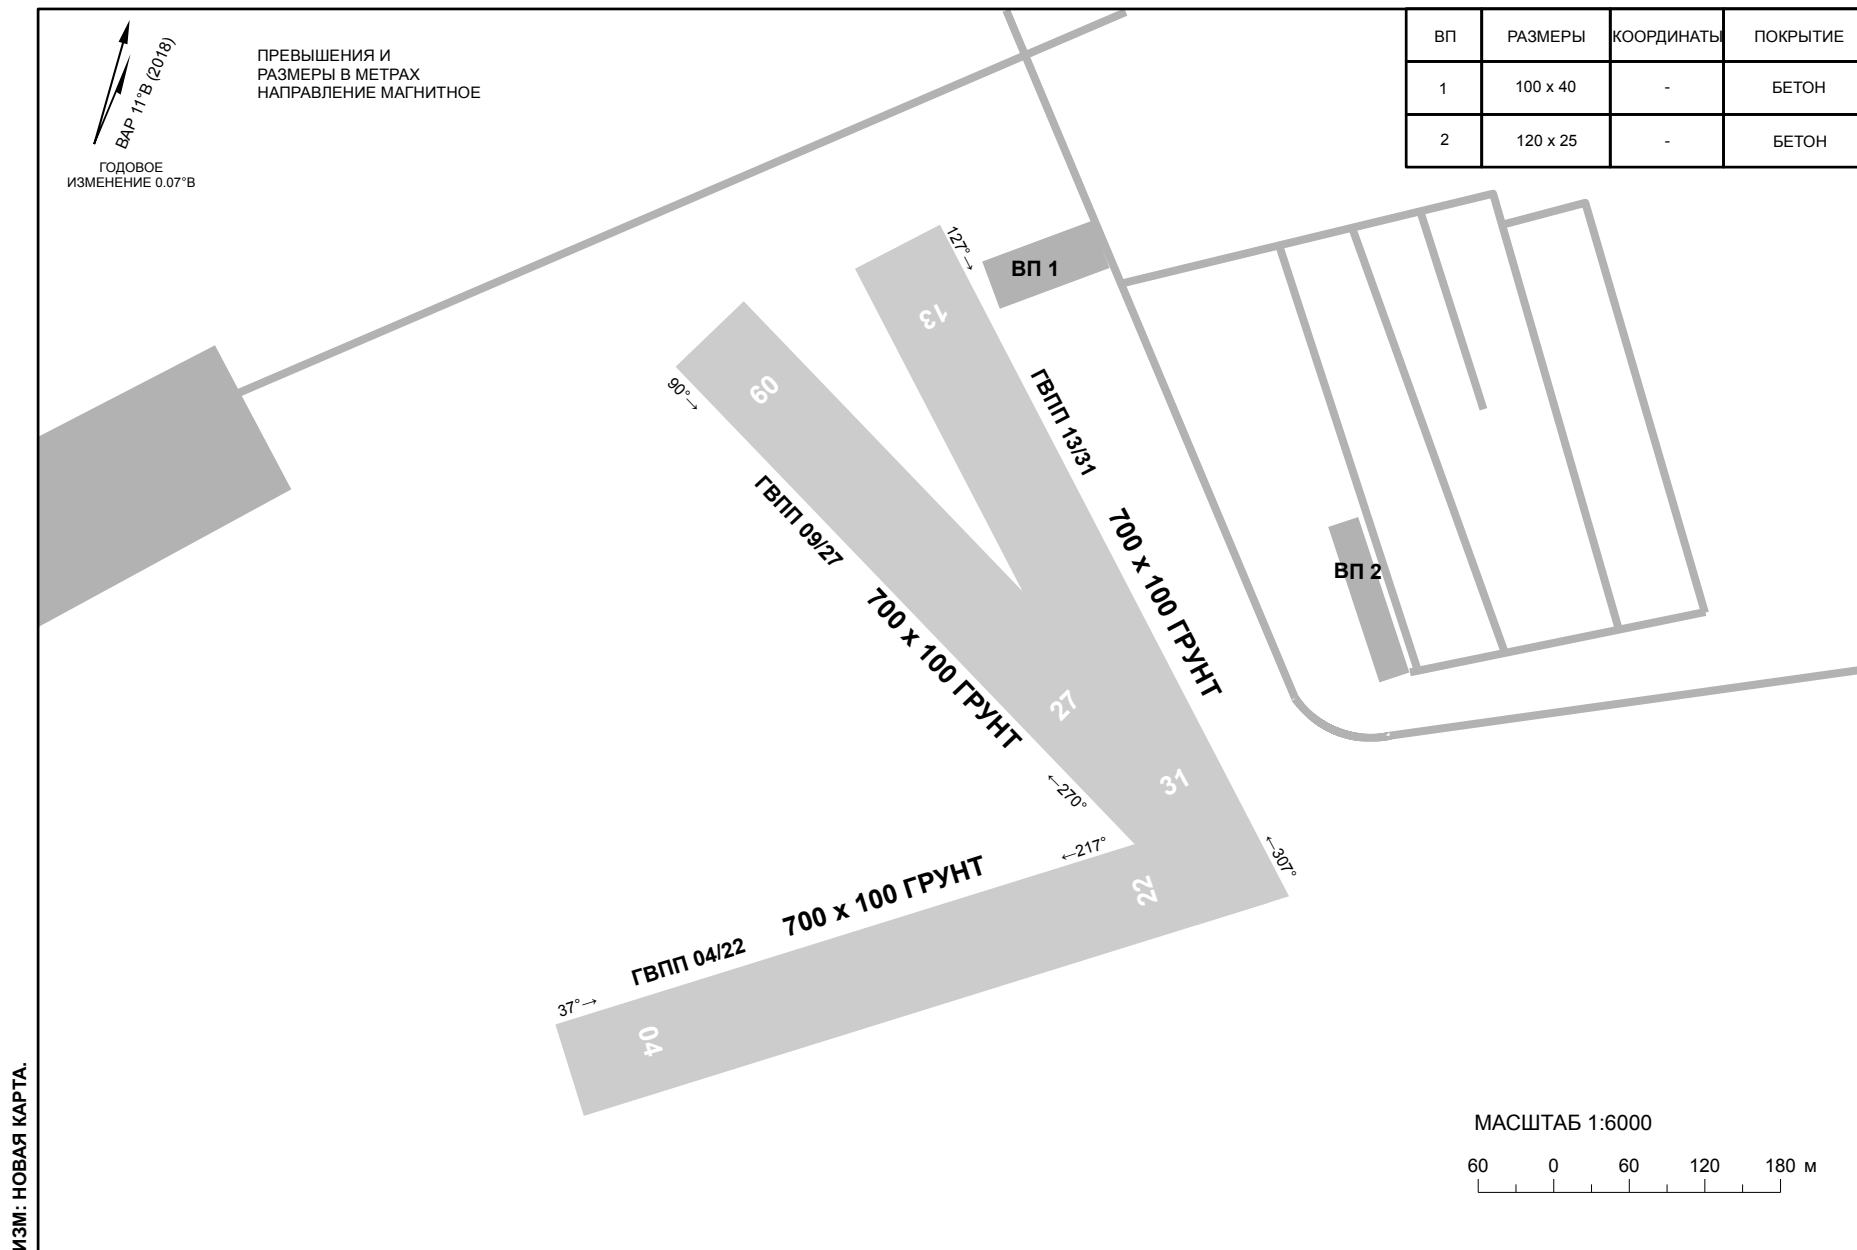 ВАР 11°В (2018)
ГОДОВОЕ
ИЗМЕНЕНИЕ 0.07°В
ПРЕВЫШЕНИЯ И
РАЗМЕРЫ В МЕТРАХ
НАПРАВЛЕНИЕ МАГНИТНОЕ
ВП РАЗМЕРЫ КООРДИНАТЫ ПОКРЫТИЕ
1 100 x 40 - БЕТОН
2 120 x 25 - БЕТОН
127°→
ВП 1
13
90°→
09
ГВПП 13/31
700 x 100 ГРУНТ
ГВПП 09/27
700 x 100 ГРУНТ
ВП 2
27
31
←270°
←217°
←307°
22
ГВПП 04/22
700 x 100 ГРУНТ
37°→
04
МАСШТАБ 1:6000
60 0 60 120 180 м
ИЗМ: НОВАЯ КАРТА.